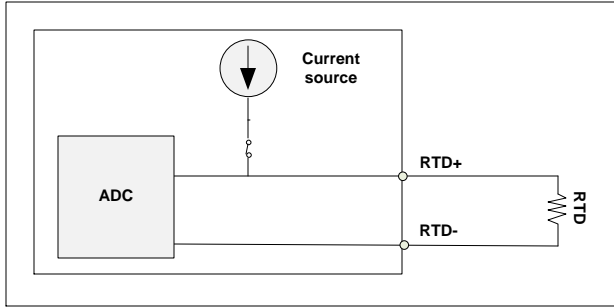 Current
source
ADC
RTD+
RTD-
RTD